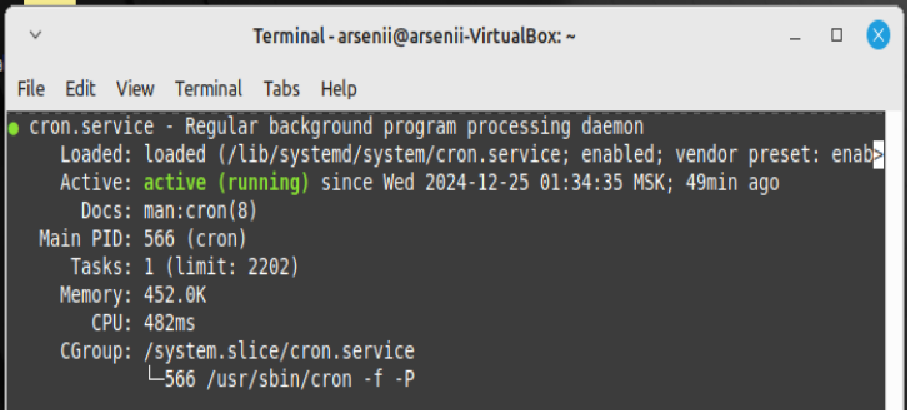 Terminal - arsenii@arsenii-VirtualBox: ~
File Edit View Terminal Tabs Help
● cron.service - Regular background program processing daemon
Loaded: loaded (/lib/systemd/system/cron.service; enabled; vendor preset: enab>
Active: active (running) since Wed 2024-12-25 01:34:35 MSK; 49min ago
Docs: man:cron(8)
Main PID: 566 (cron)
Tasks: 1 (limit: 2202)
Memory: 452.0K
CPU: 482ms
CGroup: /system.slice/cron.service
└─566 /usr/sbin/cron -f -P